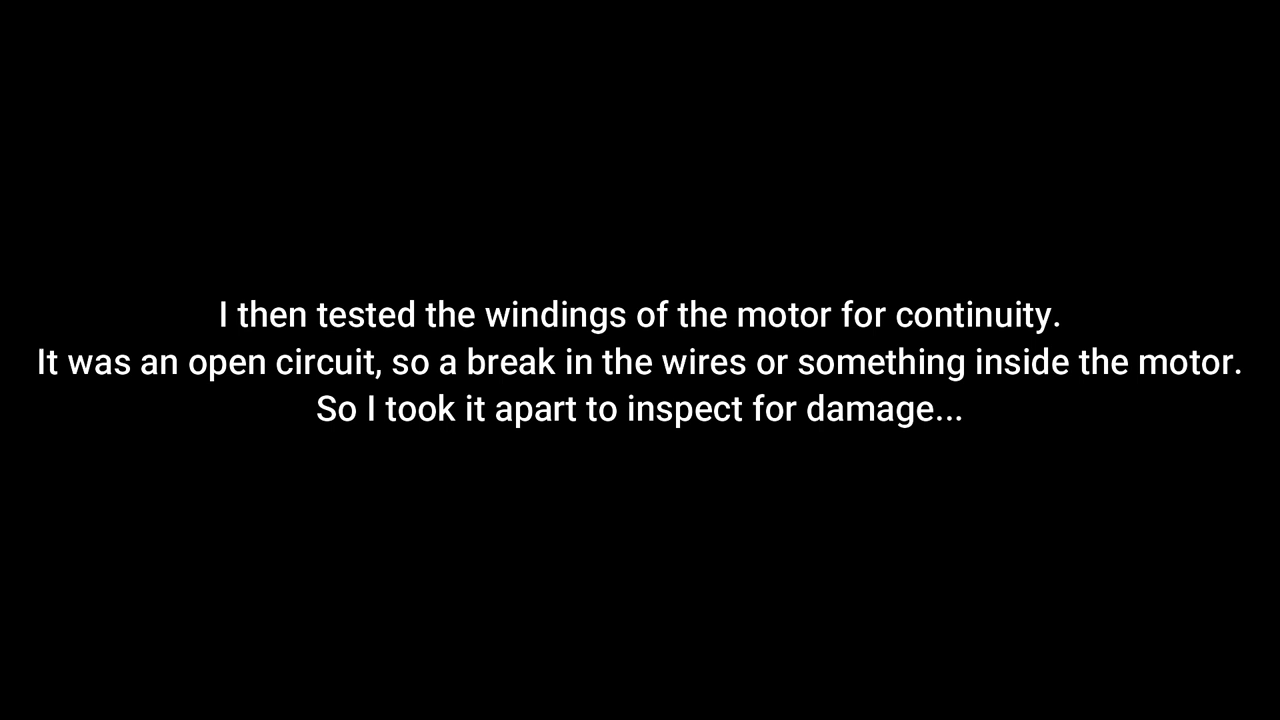 I then tested the windings of the motor for continuity.
It was an open circuit, so a break in the wires or something inside the motor.
So I took it apart to inspect for damage...